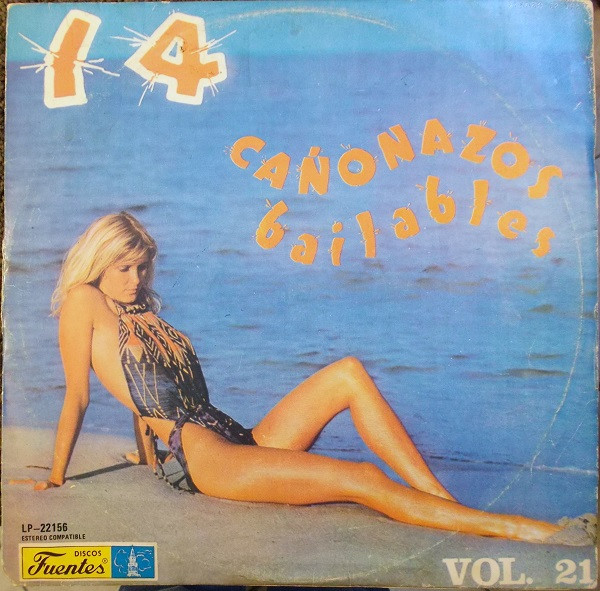 14
CAÑONAZOS
bailables
LP-22156
ESTEREO COMPATIBLE
DISCOS
Fuentes
VOL. 21